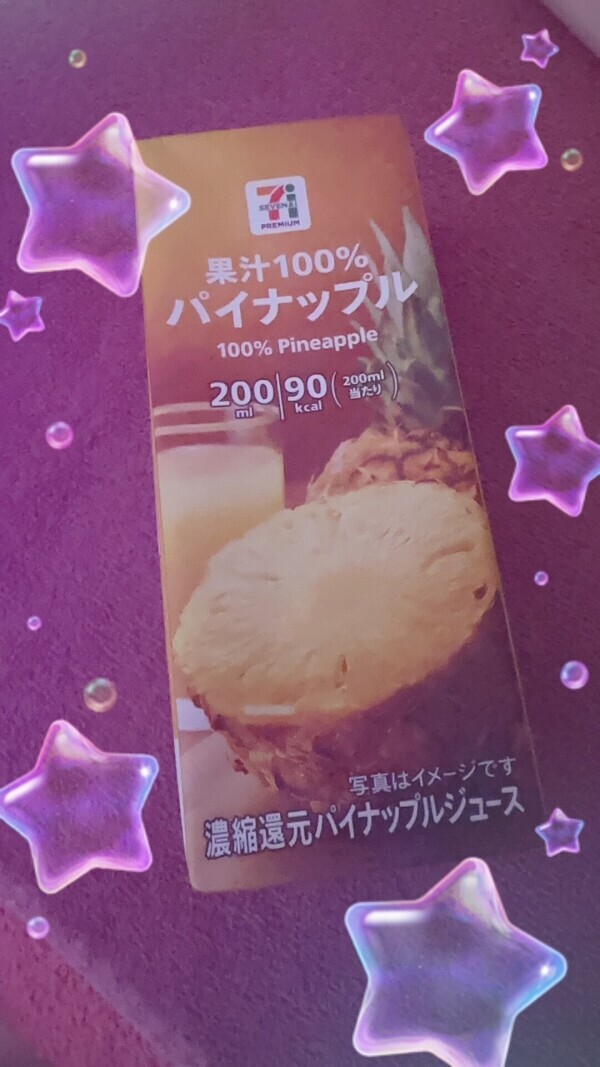 SEVEN&i
PREMIUM
果汁100%
パイナップル
100% Pineapple
200ml|90kcal(200ml当たり)
写真はイメージです
濃縮還元パイナップルジュース